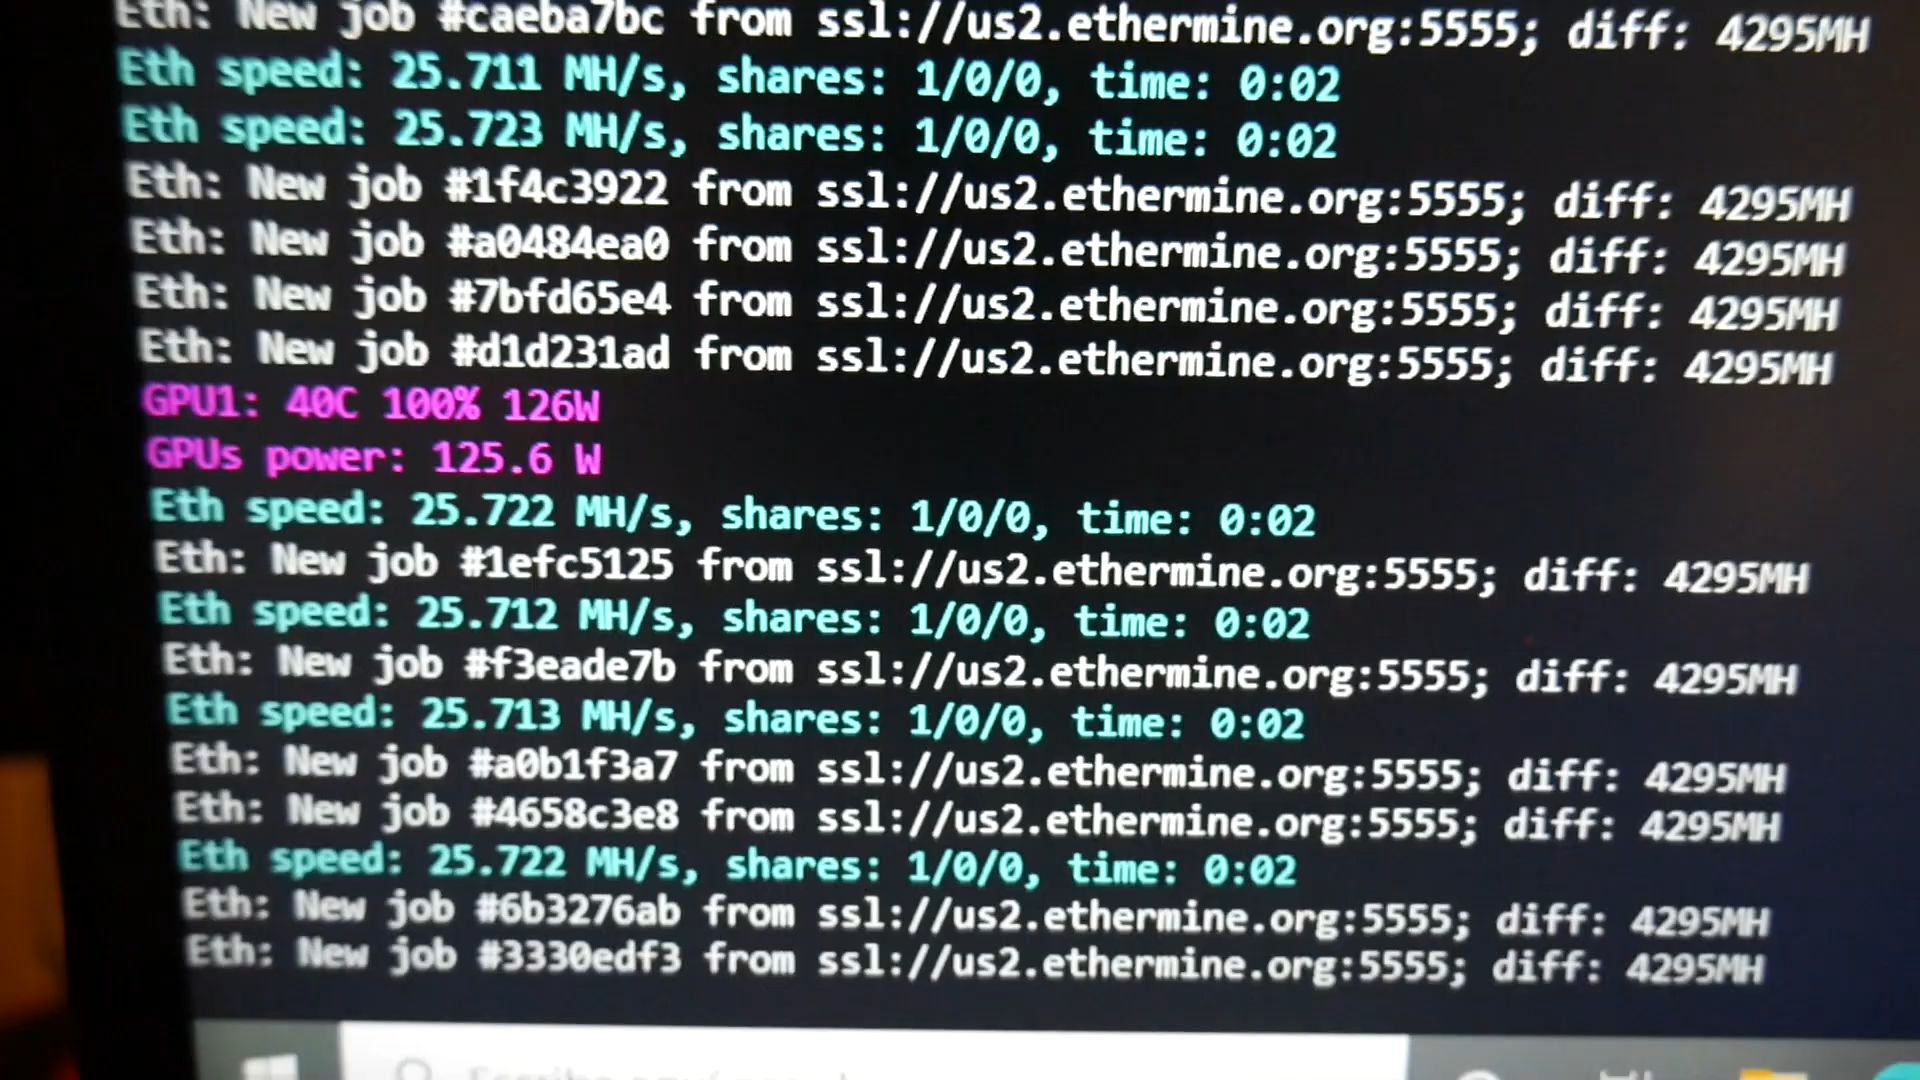 Eth: New job #caeba7bc from ssl://us2.ethermine.org:5555; diff: 4295MH
Eth speed: 25.711 MH/s, shares: 1/0/0, time: 0:02
Eth speed: 25.723 MH/s, shares: 1/0/0, time: 0:02
Eth: New job #1f4c3922 from ssl://us2.ethermine.org:5555; diff: 4295MH
Eth: New job #a0484ea0 from ssl://us2.ethermine.org:5555; diff: 4295MH
Eth: New job #7bfd65e4 from ssl://us2.ethermine.org:5555; diff: 4295MH
Eth: New job #d1d231ad from ssl://us2.ethermine.org:5555; diff: 4295MH
GPU1: 40C 100% 126W
GPUs power: 125.6 W
Eth speed: 25.722 MH/s, shares: 1/0/0, time: 0:02
Eth: New job #1efc5125 from ssl://us2.ethermine.org:5555; diff: 4295MH
Eth speed: 25.712 MH/s, shares: 1/0/0, time: 0:02
Eth: New job #f3eade7b from ssl://us2.ethermine.org:5555; diff: 4295MH
Eth speed: 25.713 MH/s, shares: 1/0/0, time: 0:02
Eth: New job #a0b1f3a7 from ssl://us2.ethermine.org:5555; diff: 4295MH
Eth: New job #4658c3e8 from ssl://us2.ethermine.org:5555; diff: 4295MH
Eth speed: 25.722 MH/s, shares: 1/0/0, time: 0:02
Eth: New job #6b3276ab from ssl://us2.ethermine.org:5555; diff: 4295MH
Eth: New job #3330edf3 from ssl://us2.ethermine.org:5555; diff: 4295MH